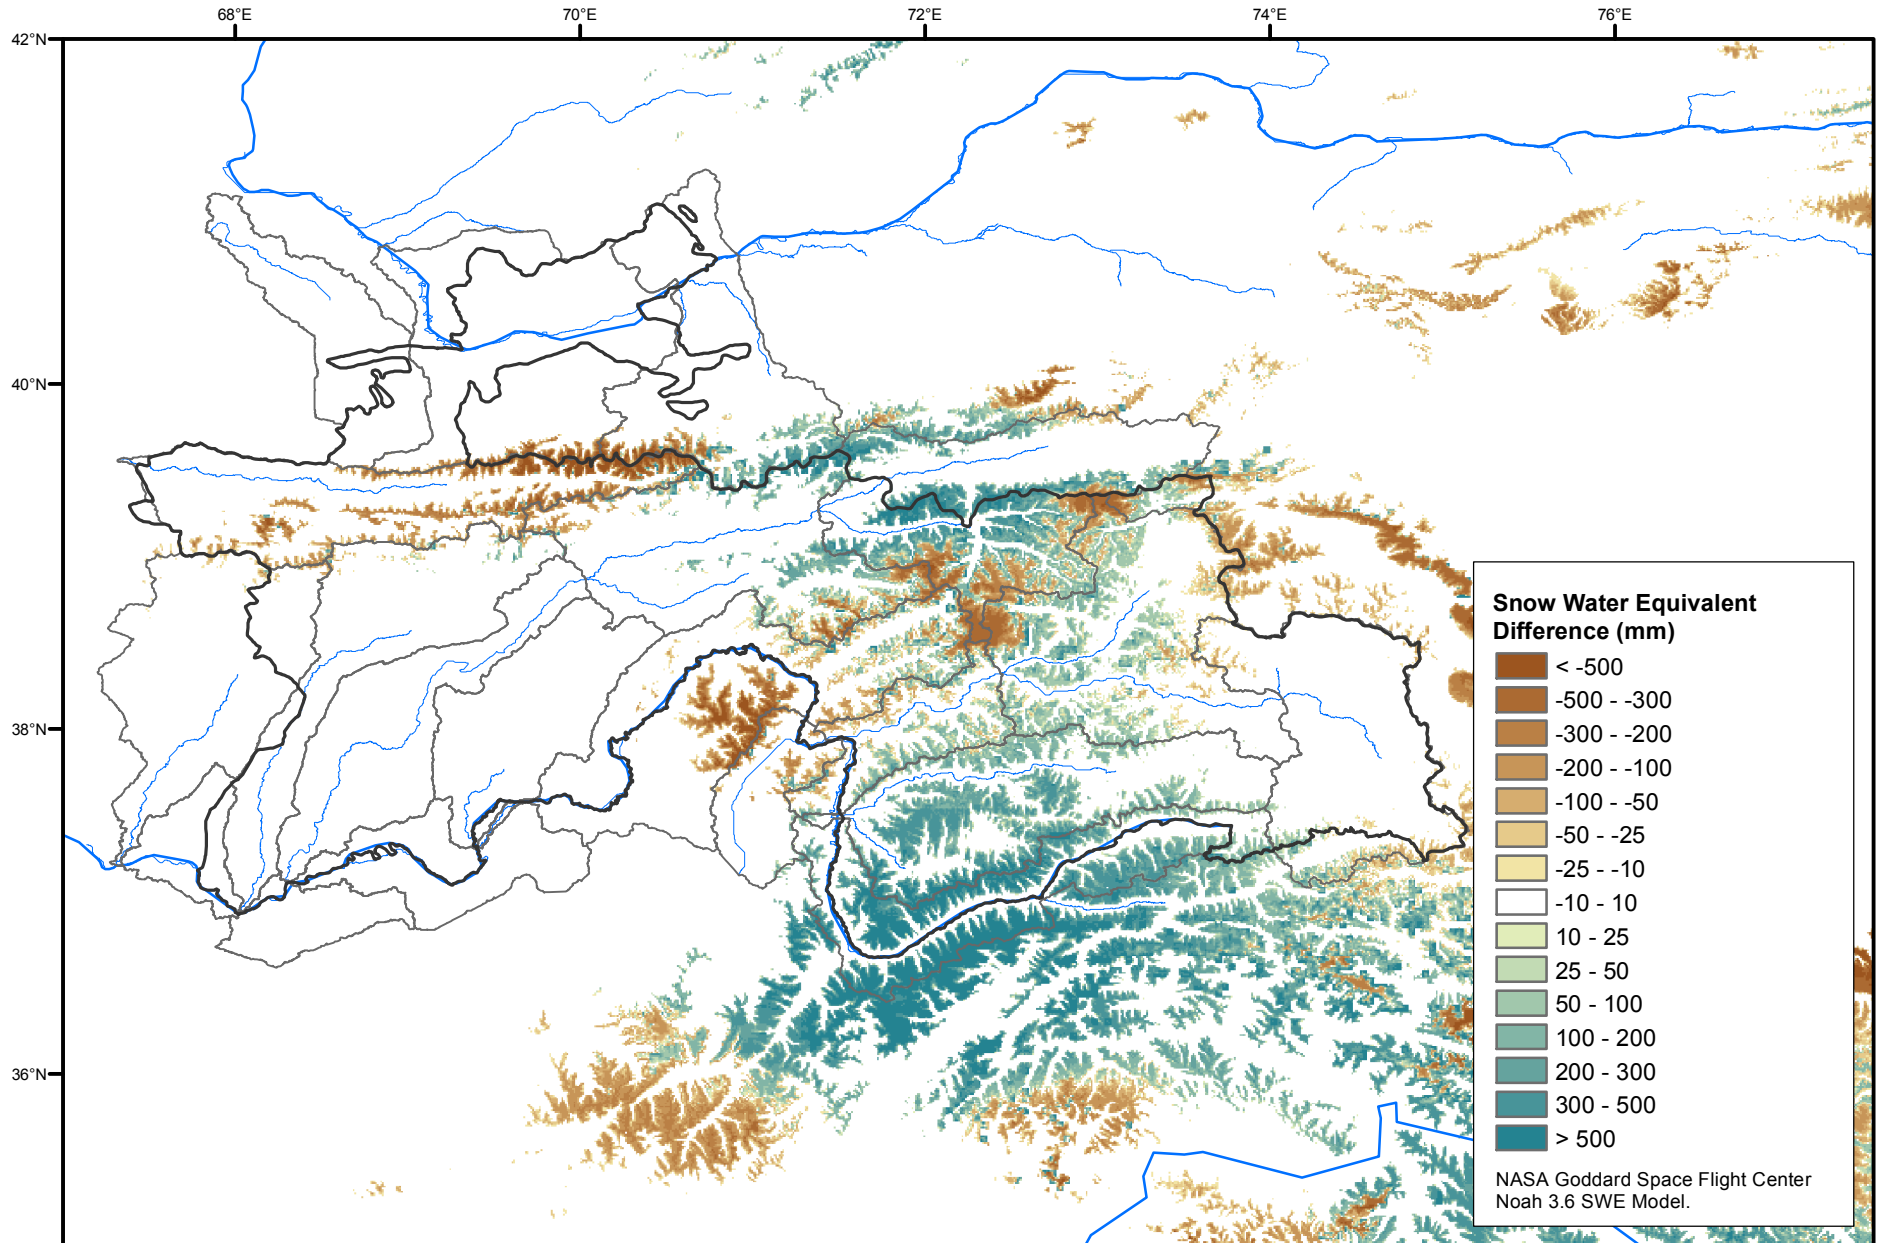 68°E
70°E
72°E
74°E
76°E
42°N
40°N
38°N
36°N
Snow Water Equivalent
Difference (mm)
< -500
-500 - -300
-300 - -200
-200 - -100
-100 - -50
-50 - -25
-25 - -10
-10 - 10
10 - 25
25 - 50
50 - 100
100 - 200
200 - 300
300 - 500
> 500
NASA Goddard Space Flight Center
Noah 3.6 SWE Model.